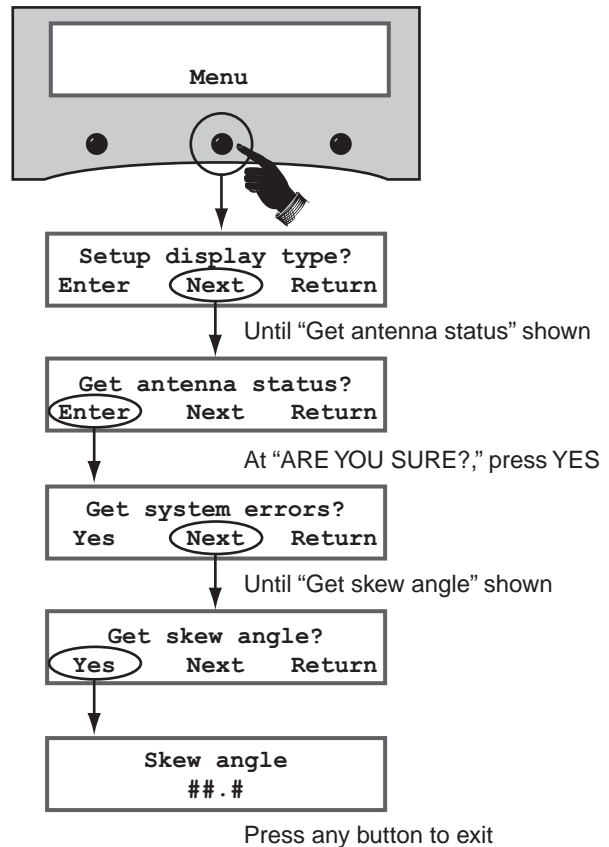 Menu
Setup display type?
Enter Next Return
Until “Get antenna status” shown
Get antenna status?
Enter Next Return
At “ARE YOU SURE?,” press YES
Get system errors?
Yes Next Return
Until “Get skew angle” shown
Get skew angle?
Yes Next Return
Skew angle
##.#
Press any button to exit